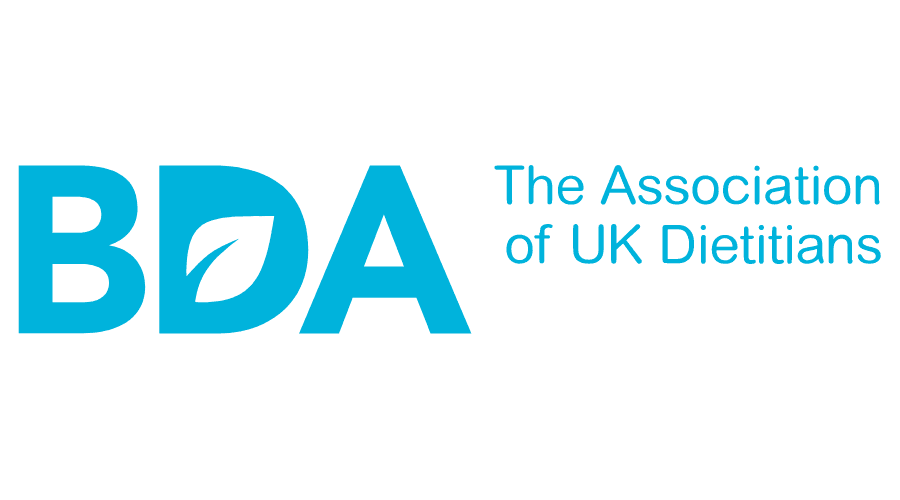 BDA
The Association
of UK Dietitians